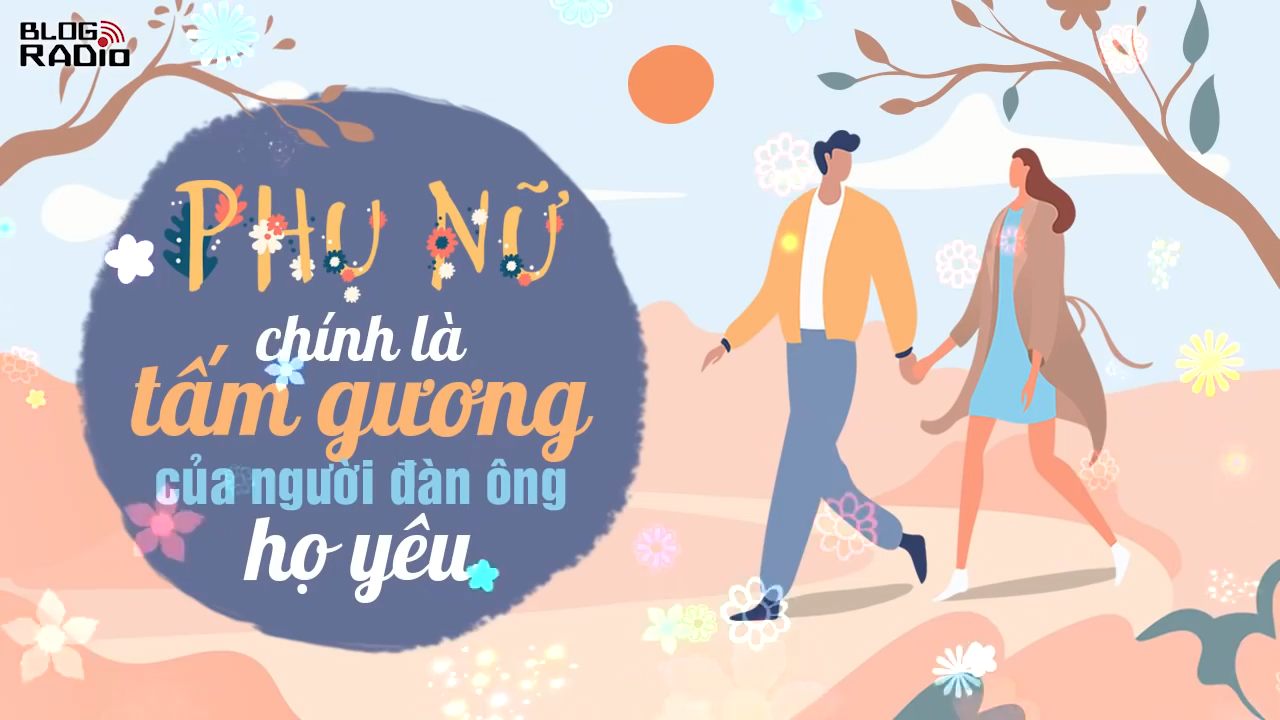 BLOG
RADIO
PHỤ NỮ
chính là
tấm gương
của người đàn ông
họ yêu